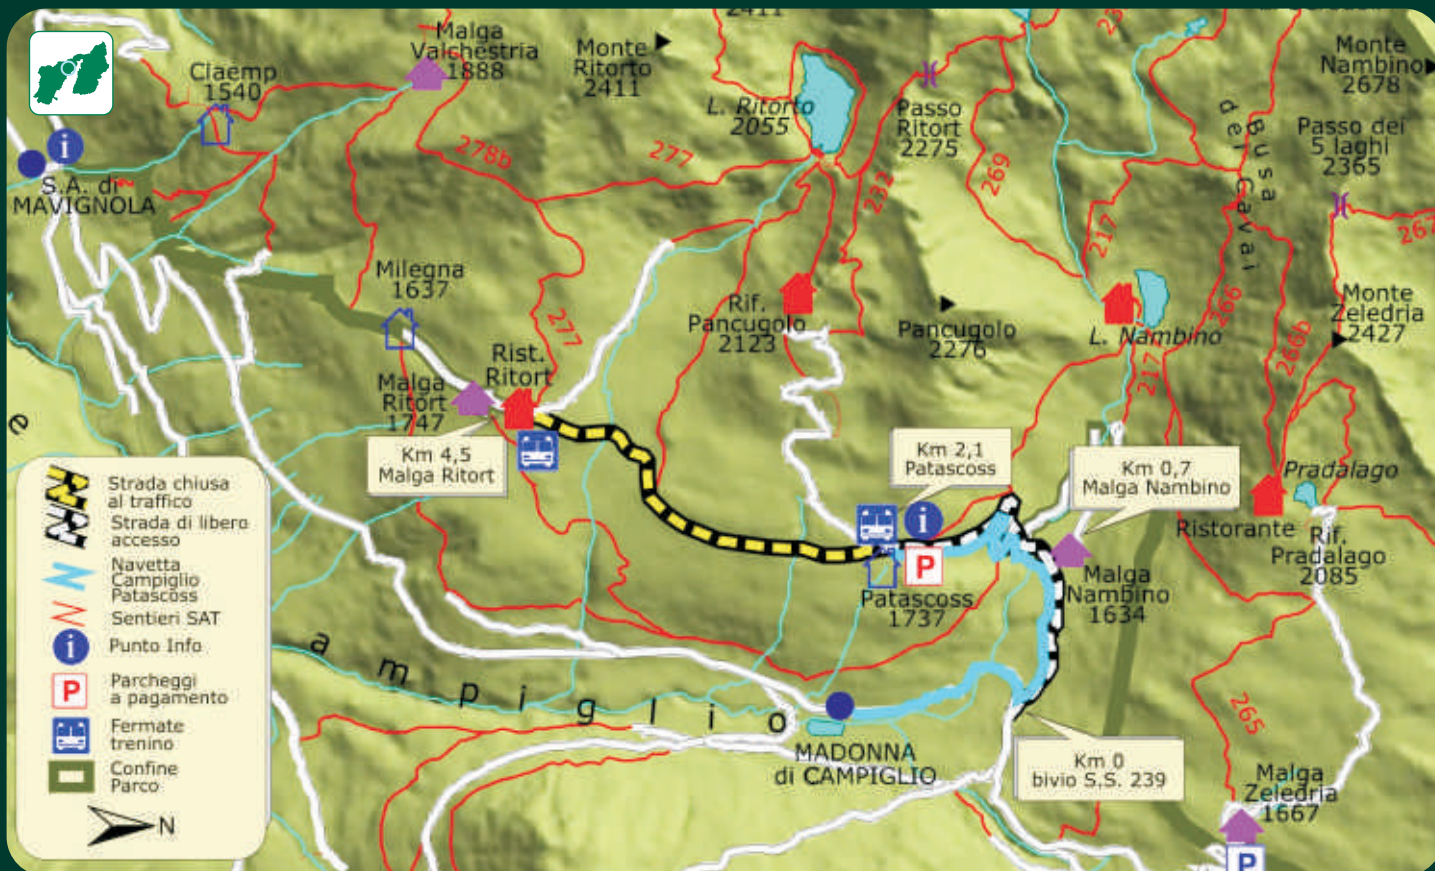 2411
Malga
Valchestria
1888
Monte
Ritorto
2411
Claemp
1540
L. Ritorto
2055
Passo
Ritort
2275
Monte
Nambino
2678
Passo dei
5 laghi
2365
Busa
dei Cavai
278b
277
232
269
217
S.A. di
MAVIGNOLA
Milegna
1637
277
Rif.
Pancugolo
2123
Pancugolo
2276
L. Nambino
217
266
266b
267
Monte
Zeledria
2427
Rist.
Ritort
Malga
Ritort
1747
Km 4,5
Malga Ritort
Km 2,1
Patascoss
Km 0,7
Malga Nambino
Pradalago
Ristorante
Rif.
Pradalago
2085
P
Patascoss
1737
Malga
Nambino
1634
265
e
ampiglio
MADONNA
di CAMPIGLIO
Km 0
bivio S.S. 239
Malga
Zeledria
1667
P
Strada chiusa
al traffico
Strada di libero
accesso
Navetta
Campiglio
Patascoss
Sentieri SAT
i
Punto Info
P
Parcheggi
a pagamento
Fermate
trenino
Confine
Parco
N